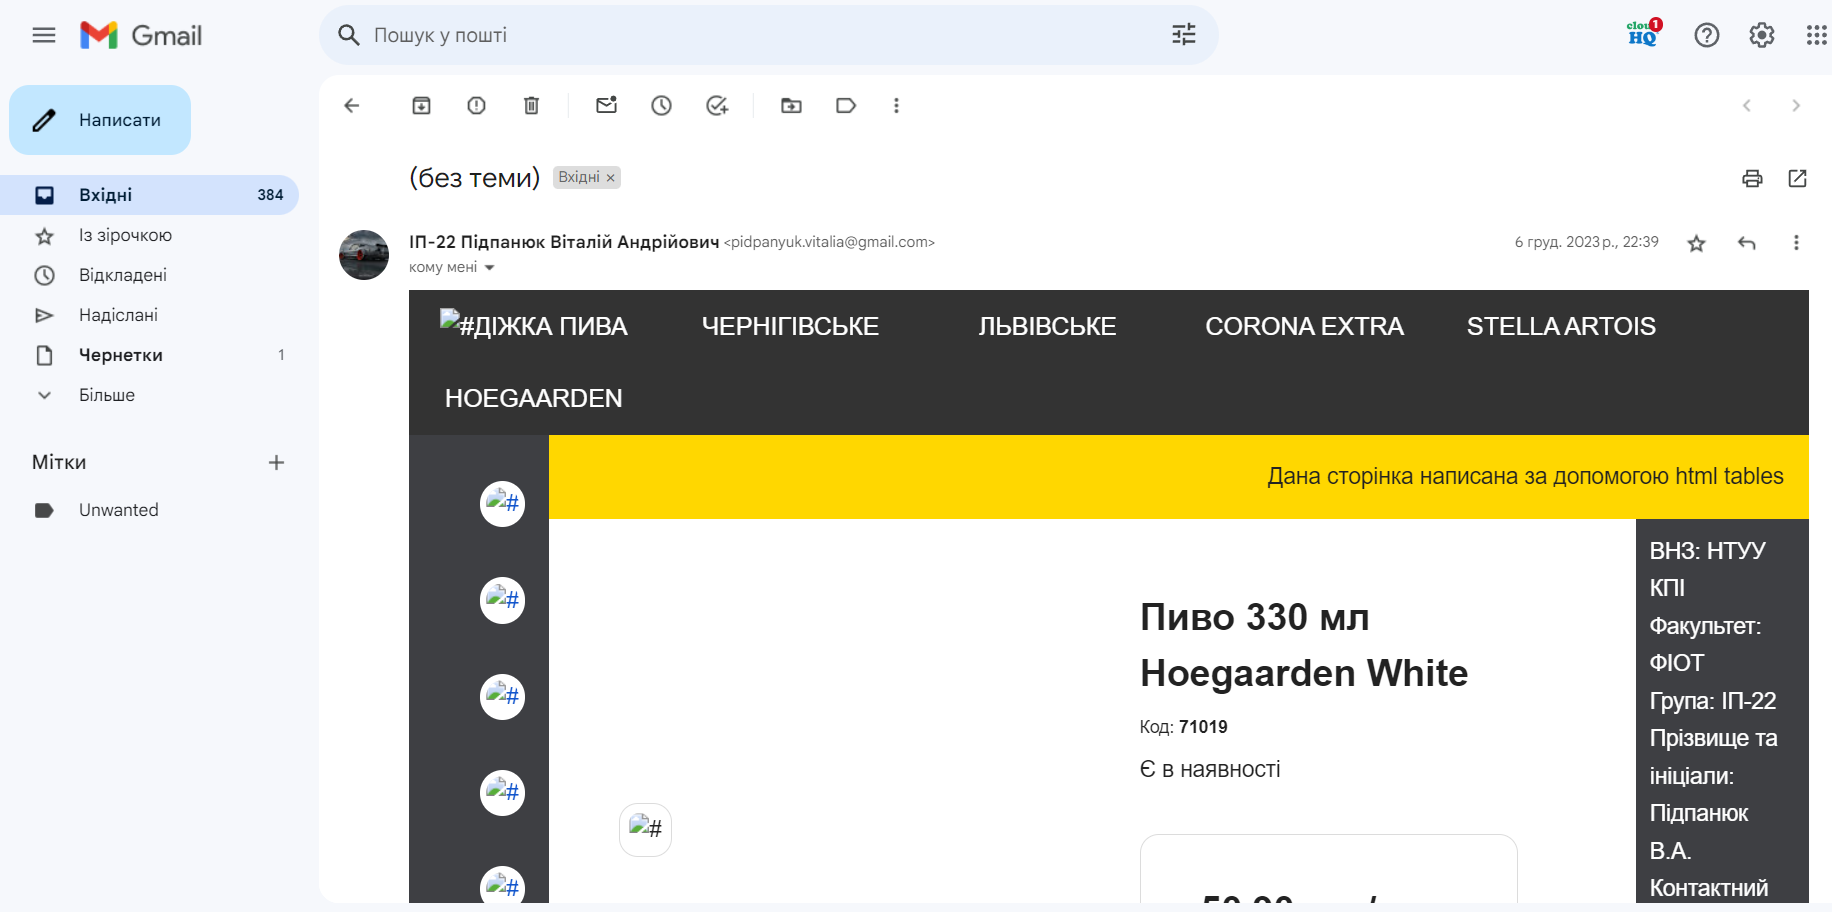 Gmail
Пошук у пошті
cloud
HQ
1
Написати
Вхідні 384
Із зірочкою
Відкладені
Надіслані
Чернетки 1
Більше
Мітки
Unwanted
(без теми) Вхідні ×
ІП-22 Підпанюк Віталій Андрійович <pidpanyuk.vitalia@gmail.com>
6 груд. 2023 р., 22:39
кому мені
#ДІЖКА ПИВА ЧЕРНІГІВСЬКЕ ЛЬВІВСЬКЕ CORONA EXTRA STELLA ARTOIS
HOEGAARDEN
Дана сторінка написана за допомогою html tables
#
#
#
#
#
#
Пиво 330 мл
Hoegaarden White
Код: 71019
Є в наявності
ВНЗ: НТУУ
КПІ
Факультет:
ФІОТ
Група: ІП-22
Прізвище та
ініціали:
Підпанюк
В.А.
Контактний